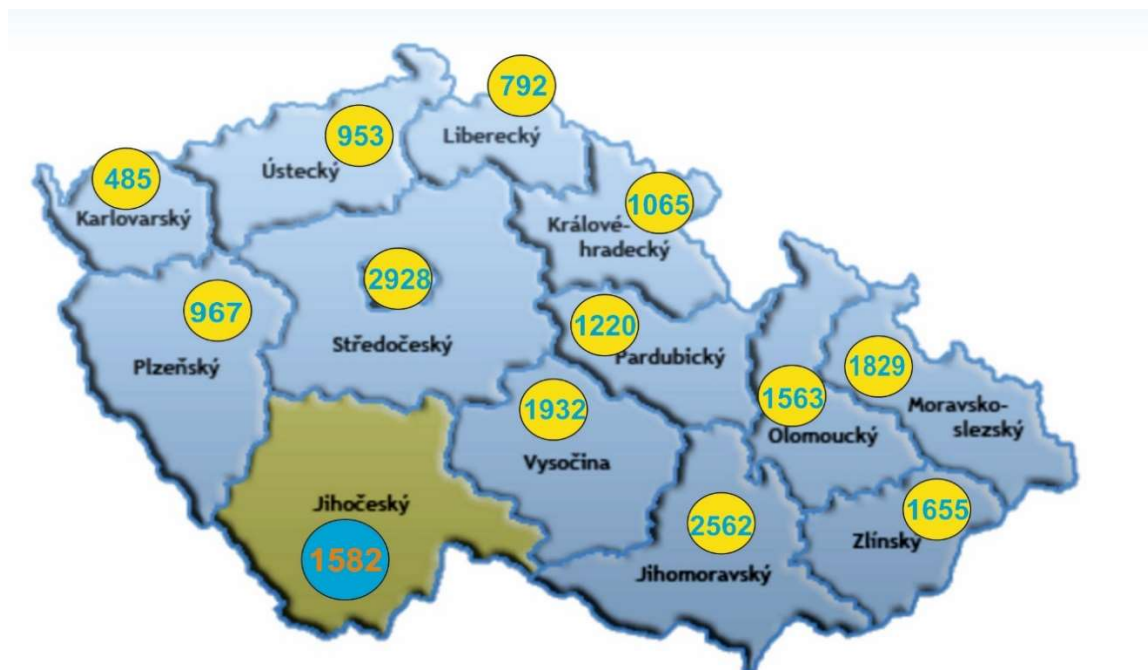 792
Liberecký
953
Ústecký
485
Karlovarský
1065
Králové-
hradecký
2928
Středočeský
967
Plzeňský
1220
Pardubický
1829
Moravsko-
slezský
1563
Olomoucký
1932
Vysočina
Jihočeský
1582
2562
Jihomoravský
1655
Zlínský